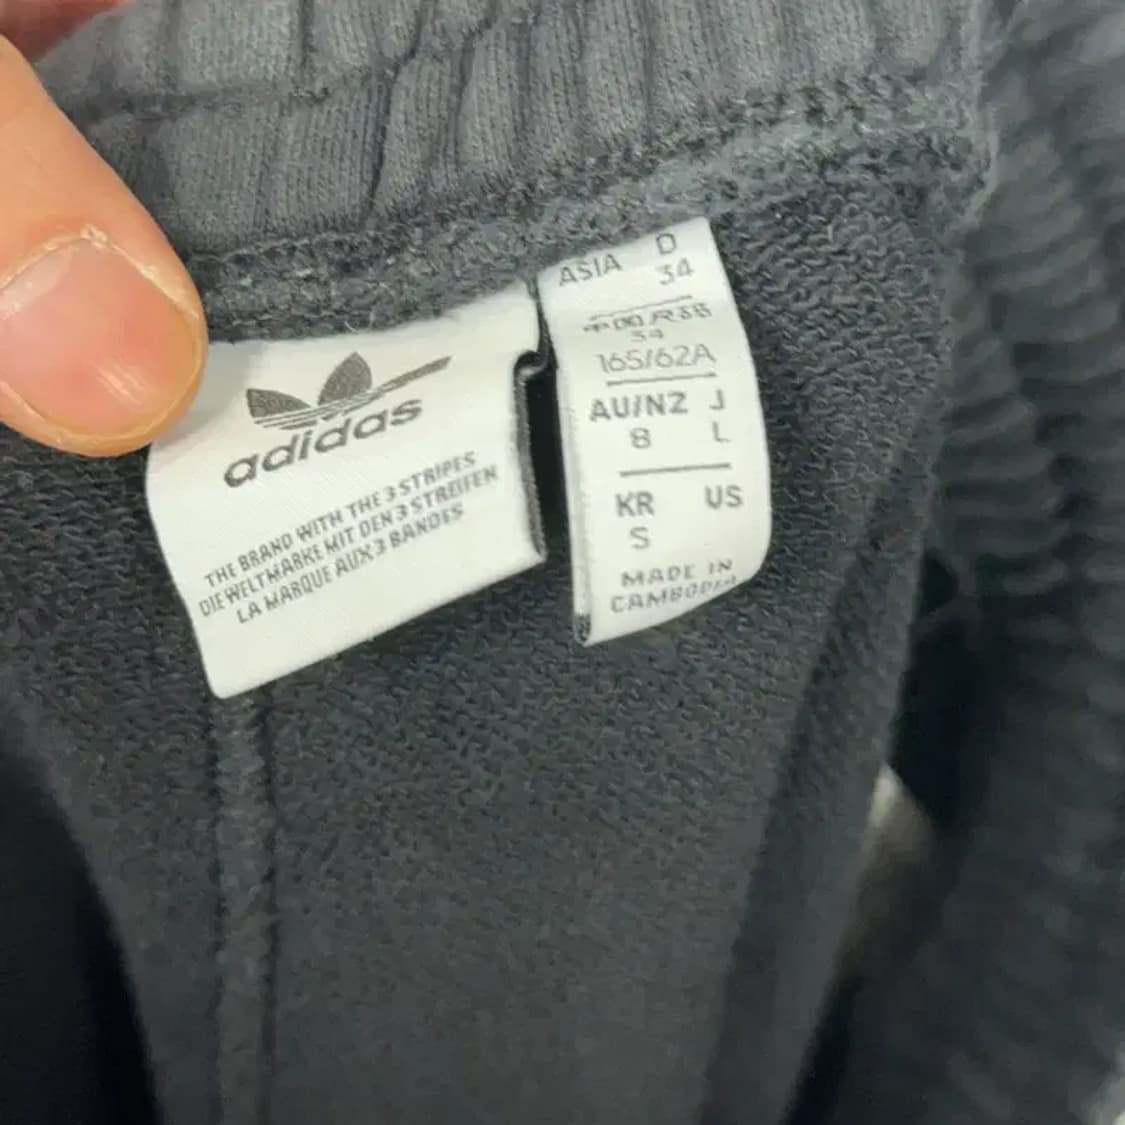 adidas
THE BRAND WITH THE 3 STRIPES
DIE WELTMARKE MIT DEN 3 STREIFEN
LA MARQUE AUX 3 BANDES
ASIA D
34
34
165/62A
AU/NZ J
8 L
KR US
S
MADE IN
CAMBODIA